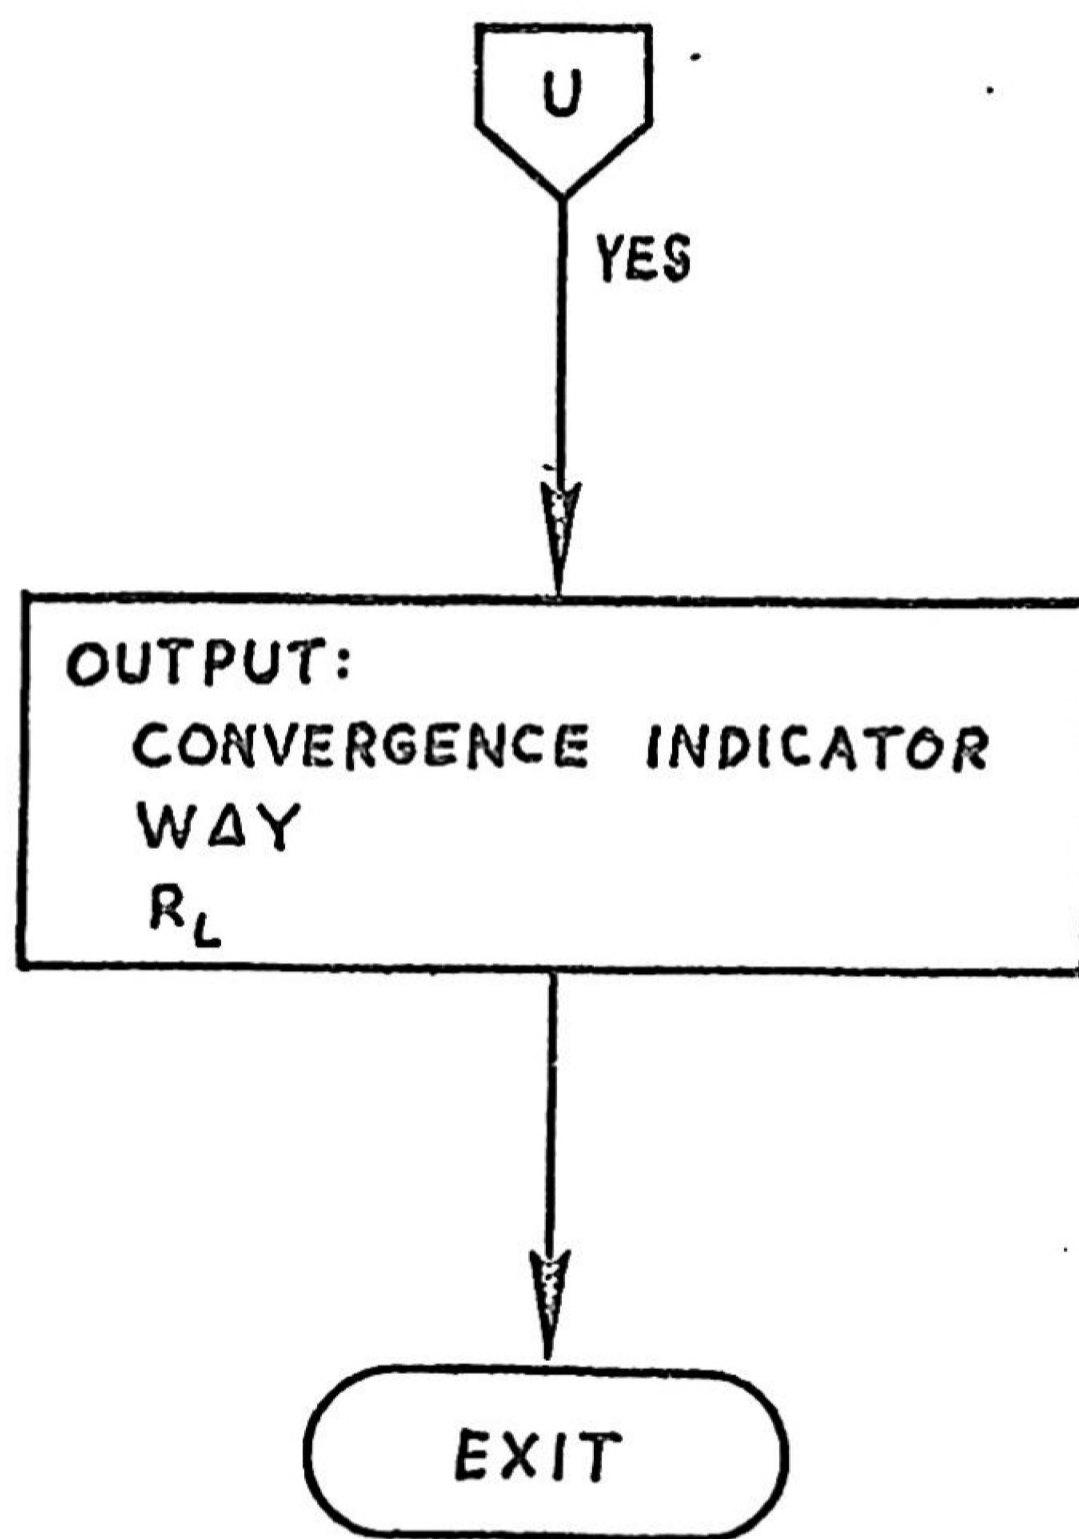 U
YES
OUTPUT:
CONVERGENCE INDICATOR
WΔY
R_L
EXIT